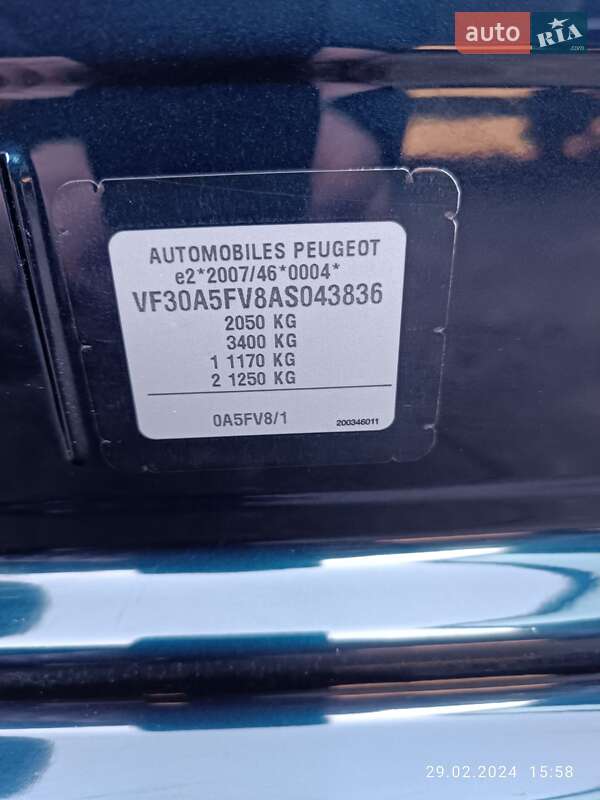 auto RIA
.com
AUTOMOBILES PEUGEOT
e2*2007/46*0004*
VF30A5FV8AS043836
2050 KG
3400 KG
1 1170 KG
2 1250 KG
0A5FV8/1
200346011
29.02.2024 15:58